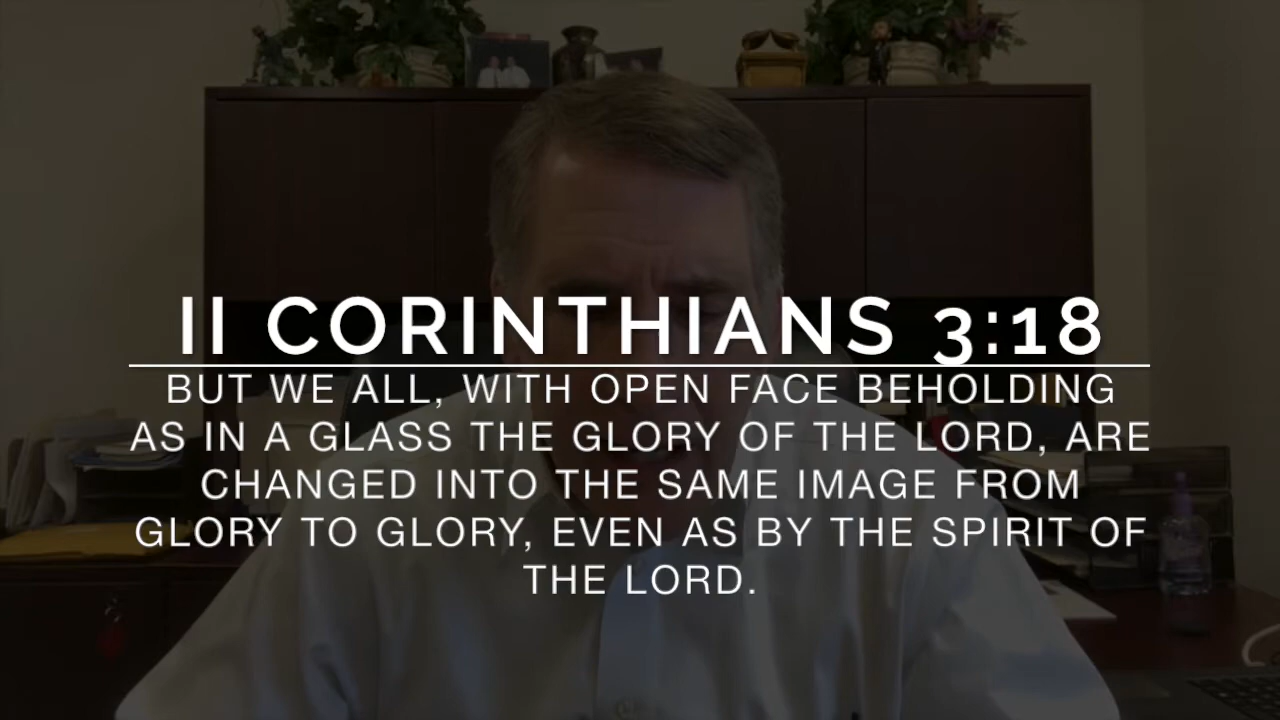 II CORINTHIANS 3:18
BUT WE ALL, WITH OPEN FACE BEHOLDING
AS IN A GLASS THE GLORY OF THE LORD, ARE
CHANGED INTO THE SAME IMAGE FROM
GLORY TO GLORY, EVEN AS BY THE SPIRIT OF
THE LORD.